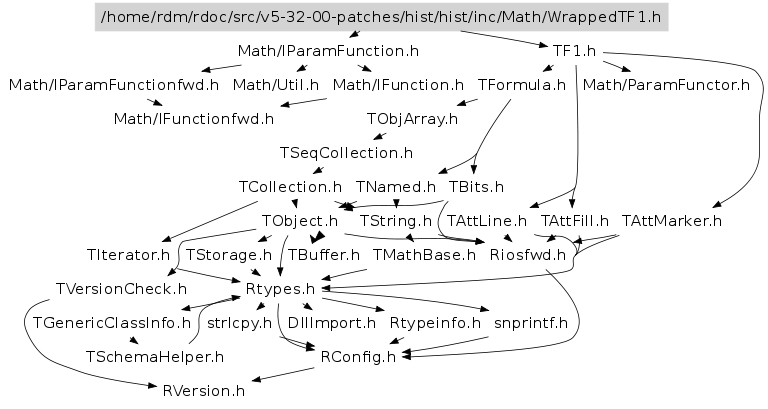 /home/rdm/rdoc/src/v5-32-00-patches/hist/hist/inc/Math/WrappedTF1.h
Math/IParamFunction.h TF1.h
Math/IParamFunctionfwd.h Math/Util.h Math/IFunction.h TFormula.h Math/ParamFunctor.h
Math/IFunctionfwd.h TObjArray.h
TSeqCollection.h
TCollection.h TNamed.h TBits.h
TObject.h TString.h TAttLine.h TAttFill.h TAttMarker.h
TIterator.h TStorage.h TBuffer.h TMathBase.h Riosfwd.h
TVersionCheck.h Rtypes.h
TGenericClassInfo.h strlcpy.h DllImport.h Rtypeinfo.h snprintf.h
TSchemaHelper.h RConfig.h
RVersion.h